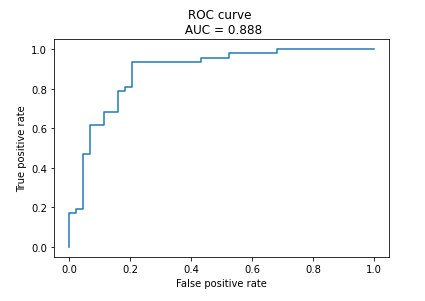 ROC curve
AUC = 0.888
1.0
0.8
0.6
0.4
0.2
0.0
True positive rate
0.0 0.2 0.4 0.6 0.8 1.0
False positive rate